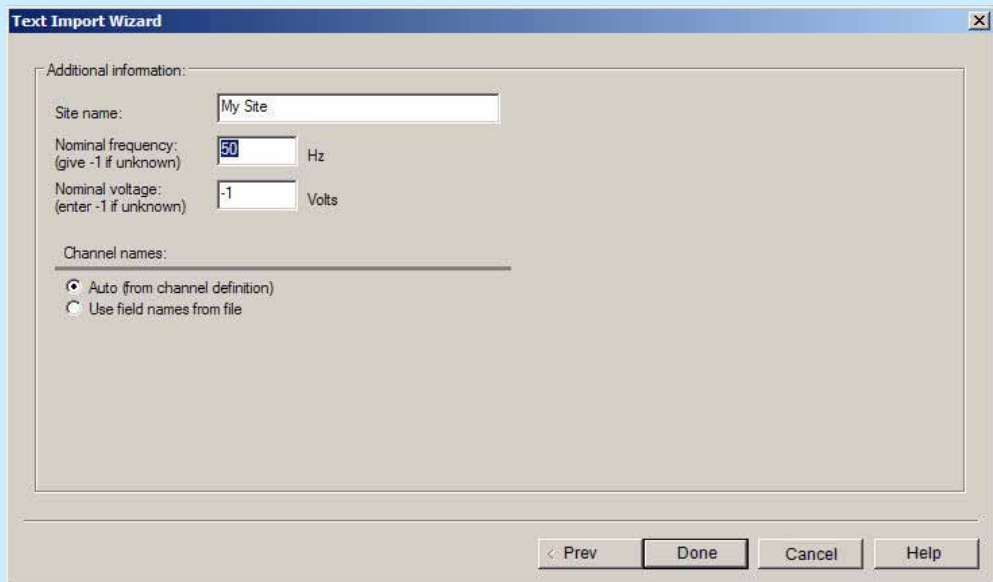 Text Import Wizard
Additional information:
Site name:
My Site
Nominal frequency:
(give -1 if unknown)
50
Hz
Nominal voltage:
(enter -1 if unknown)
-1
Volts
Channel names:
Auto (from channel definition)
Use field names from file
< Prev
Done
Cancel
Help